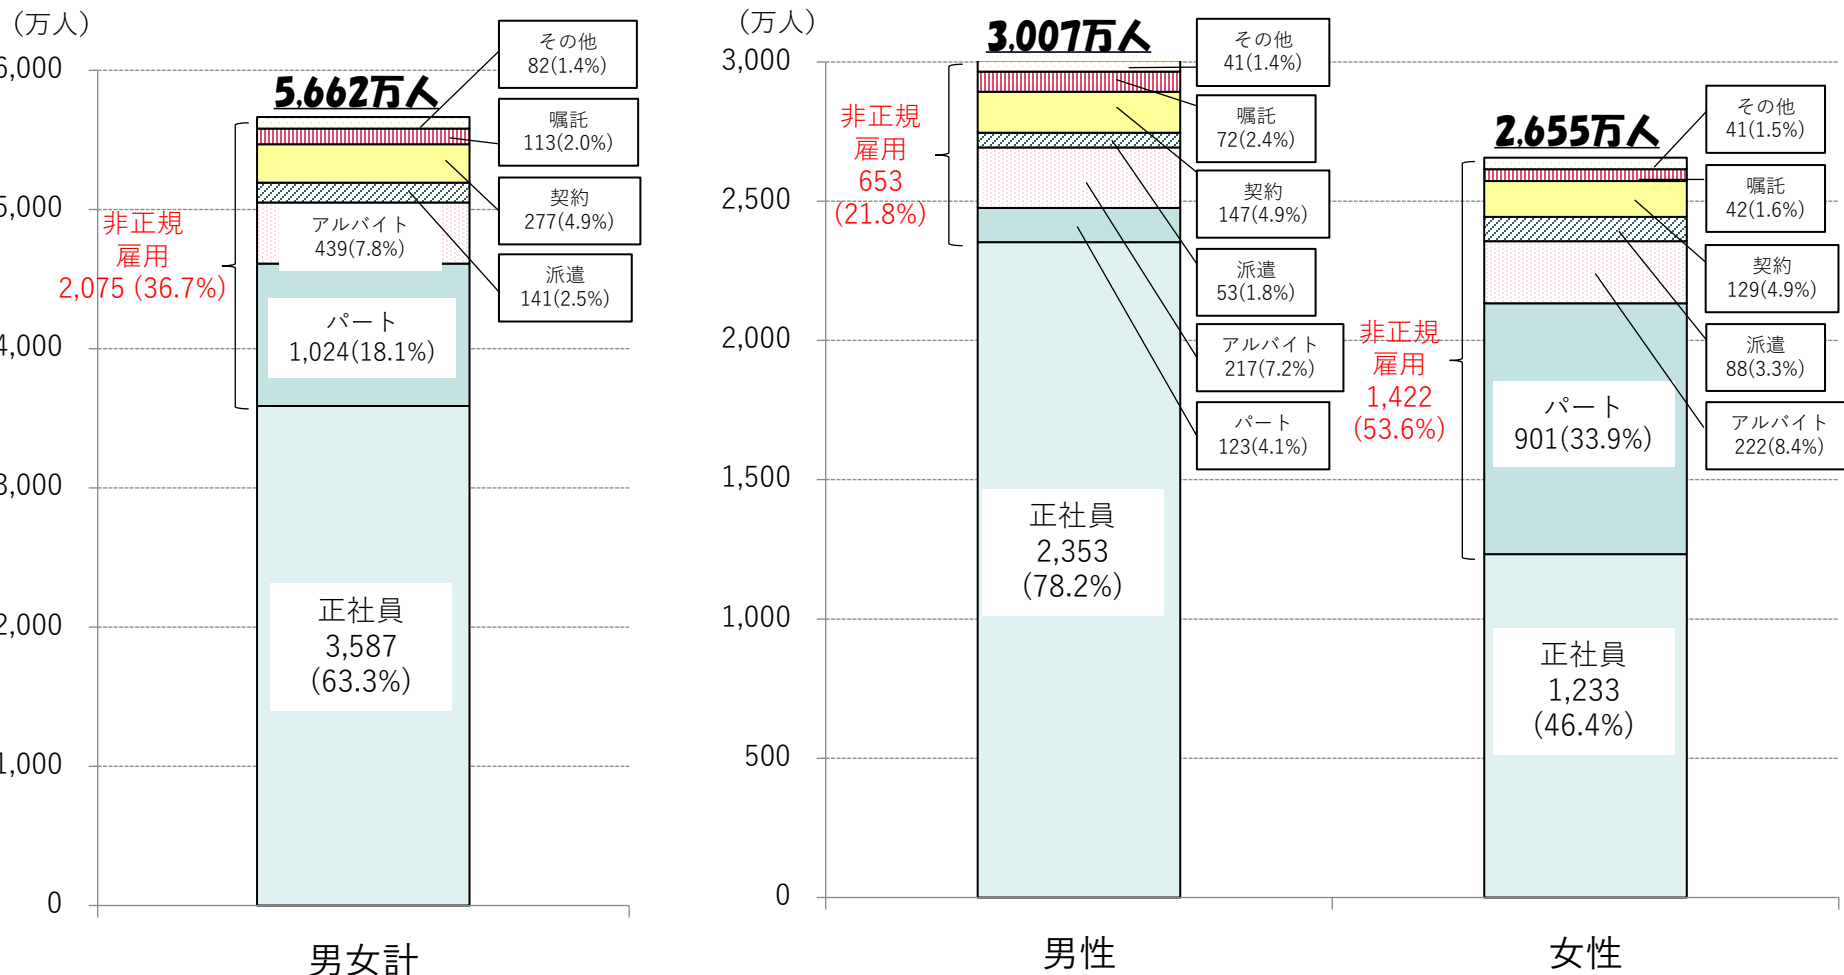 （万人）
6,000
5,000
4,000
3,000
2,000
1,000
0
5,662万人
その他
82(1.4%)
嘱託
113(2.0%)
契約
277(4.9%)
派遣
141(2.5%)
アルバイト
439(7.8%)
パート
1,024(18.1%)
非正規
雇用
2,075 (36.7%)
正社員
3,587
(63.3%)
男女計
（万人）
3,000
2,500
2,000
1,500
1,000
500
0
3,007万人
その他
41(1.4%)
嘱託
72(2.4%)
契約
147(4.9%)
派遣
53(1.8%)
アルバイト
217(7.2%)
パート
123(4.1%)
非正規
雇用
653
(21.8%)
正社員
2,353
(78.2%)
男性
2,655万人
その他
41(1.5%)
嘱託
42(1.6%)
契約
129(4.9%)
派遣
88(3.3%)
アルバイト
222(8.4%)
非正規
雇用
1,422
(53.6%)
パート
901(33.9%)
正社員
1,233
(46.4%)
女性